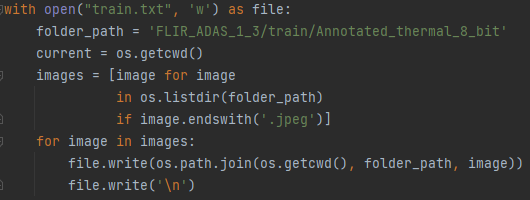 with open("train.txt", 'w') as file:
    folder_path = 'FLIR_ADAS_1_3/train/Annotated_thermal_8_bit'
    current = os.getcwd()
    images = [image for image
              in os.listdir(folder_path)
              if image.endswith('.jpeg')]
    for image in images:
        file.write(os.path.join(os.getcwd(), folder_path, image))
        file.write('\n')